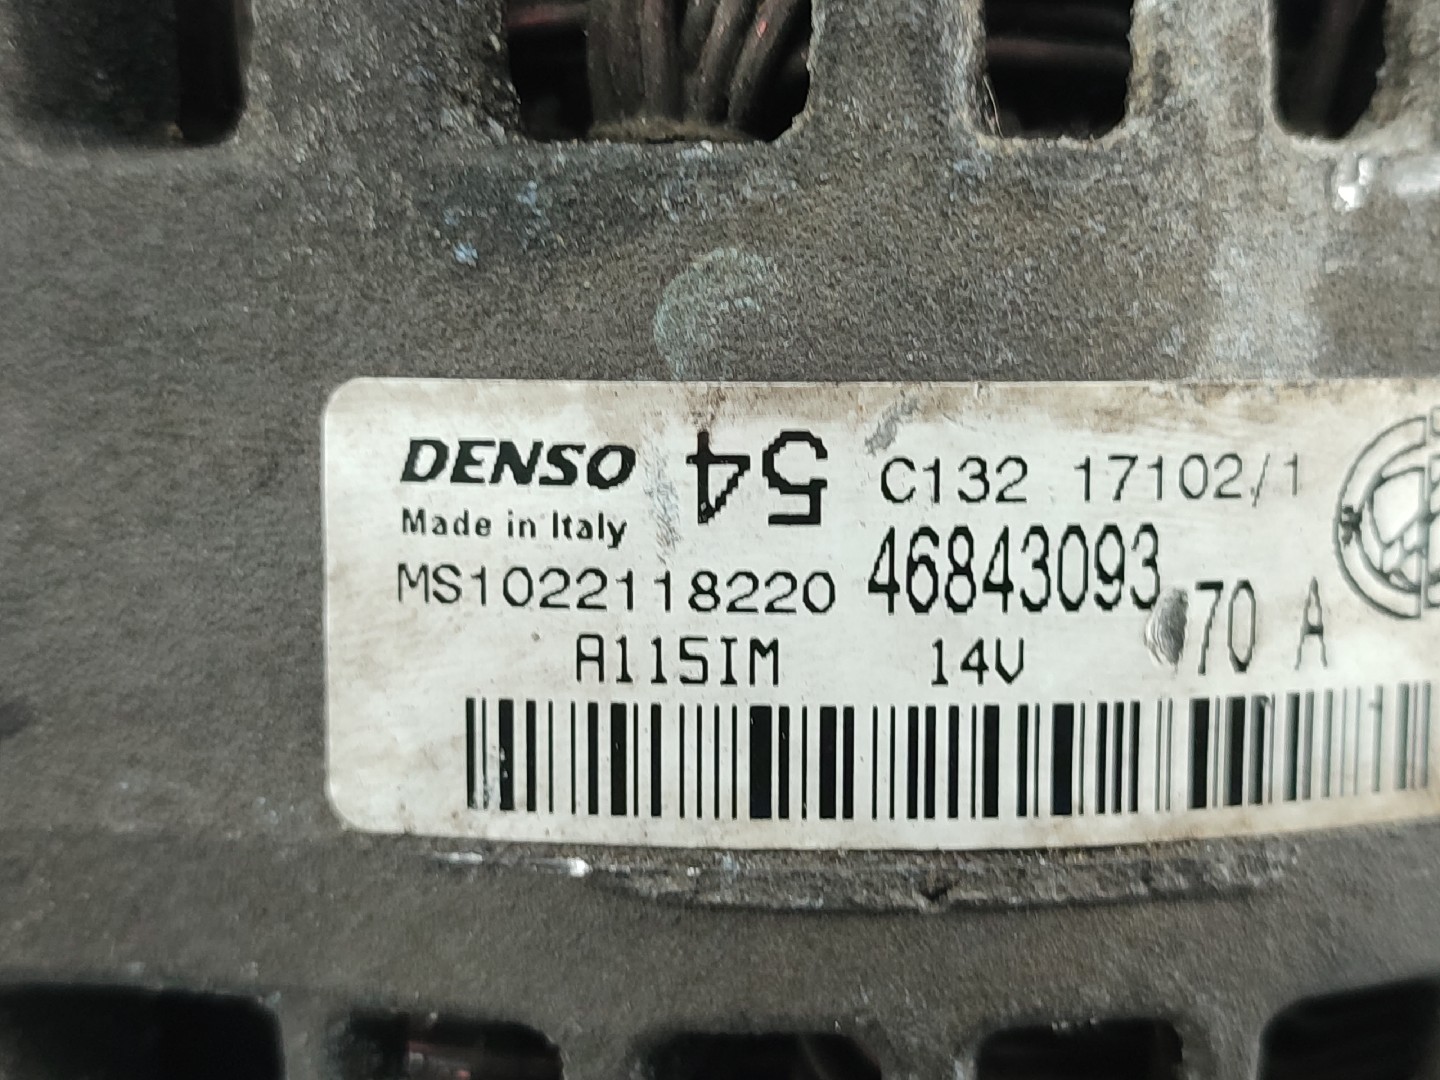 DENSO 54 C132 17102/1
Made in Italy
MS1022118220 46843093
A115IM 14V 70 A